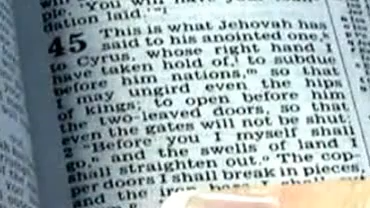 will
"You will have your
dation laid.'"
45 This is what Jehovah has
said to his anointed one,
to Cyrus, whose right hand I
have taken hold of, to subdue
before him nations, so that
I may ungird even the hips
of kings; to open before him
the two-leaved doors, so that
even the gates will not be shut:
2 "Before you I myself shall
go, and the swells of land I
shall straighten out. The cop-
per doors I shall break in pieces,
and the iron